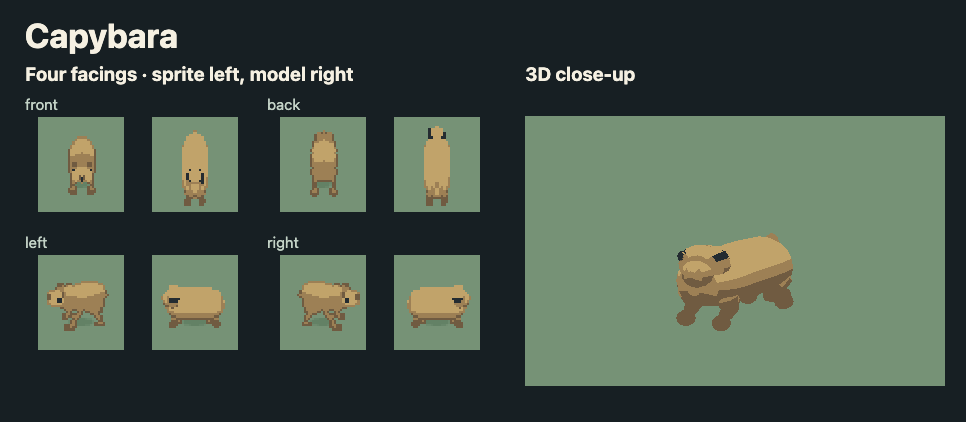 Capybara
Four facings · sprite left, model right
3D close-up
front
back
left
right